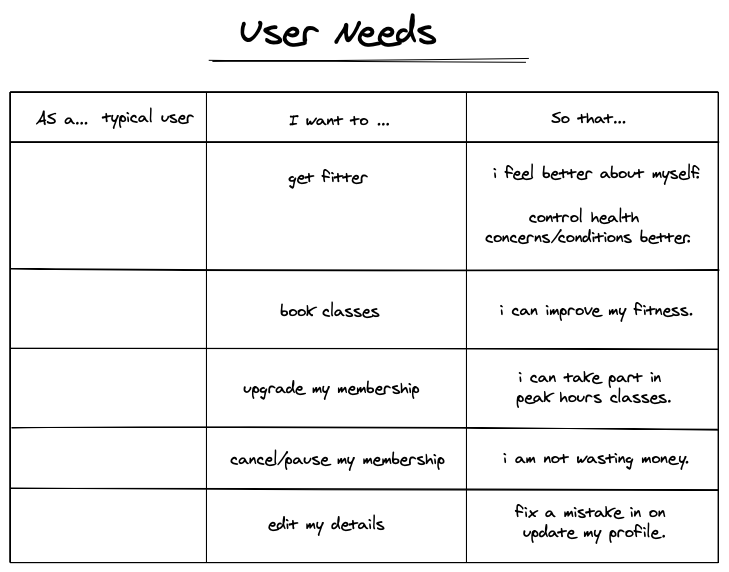 User Needs
As a... typical user
I want to ...
So that...
get fitter
i feel better about myself.
control health
concerns/conditions better.
book classes
i can improve my fitness.
upgrade my membership
i can take part in
peak hours classes.
cancel/pause my membership
i am not wasting money.
edit my details
fix a mistake in on
update my profile.